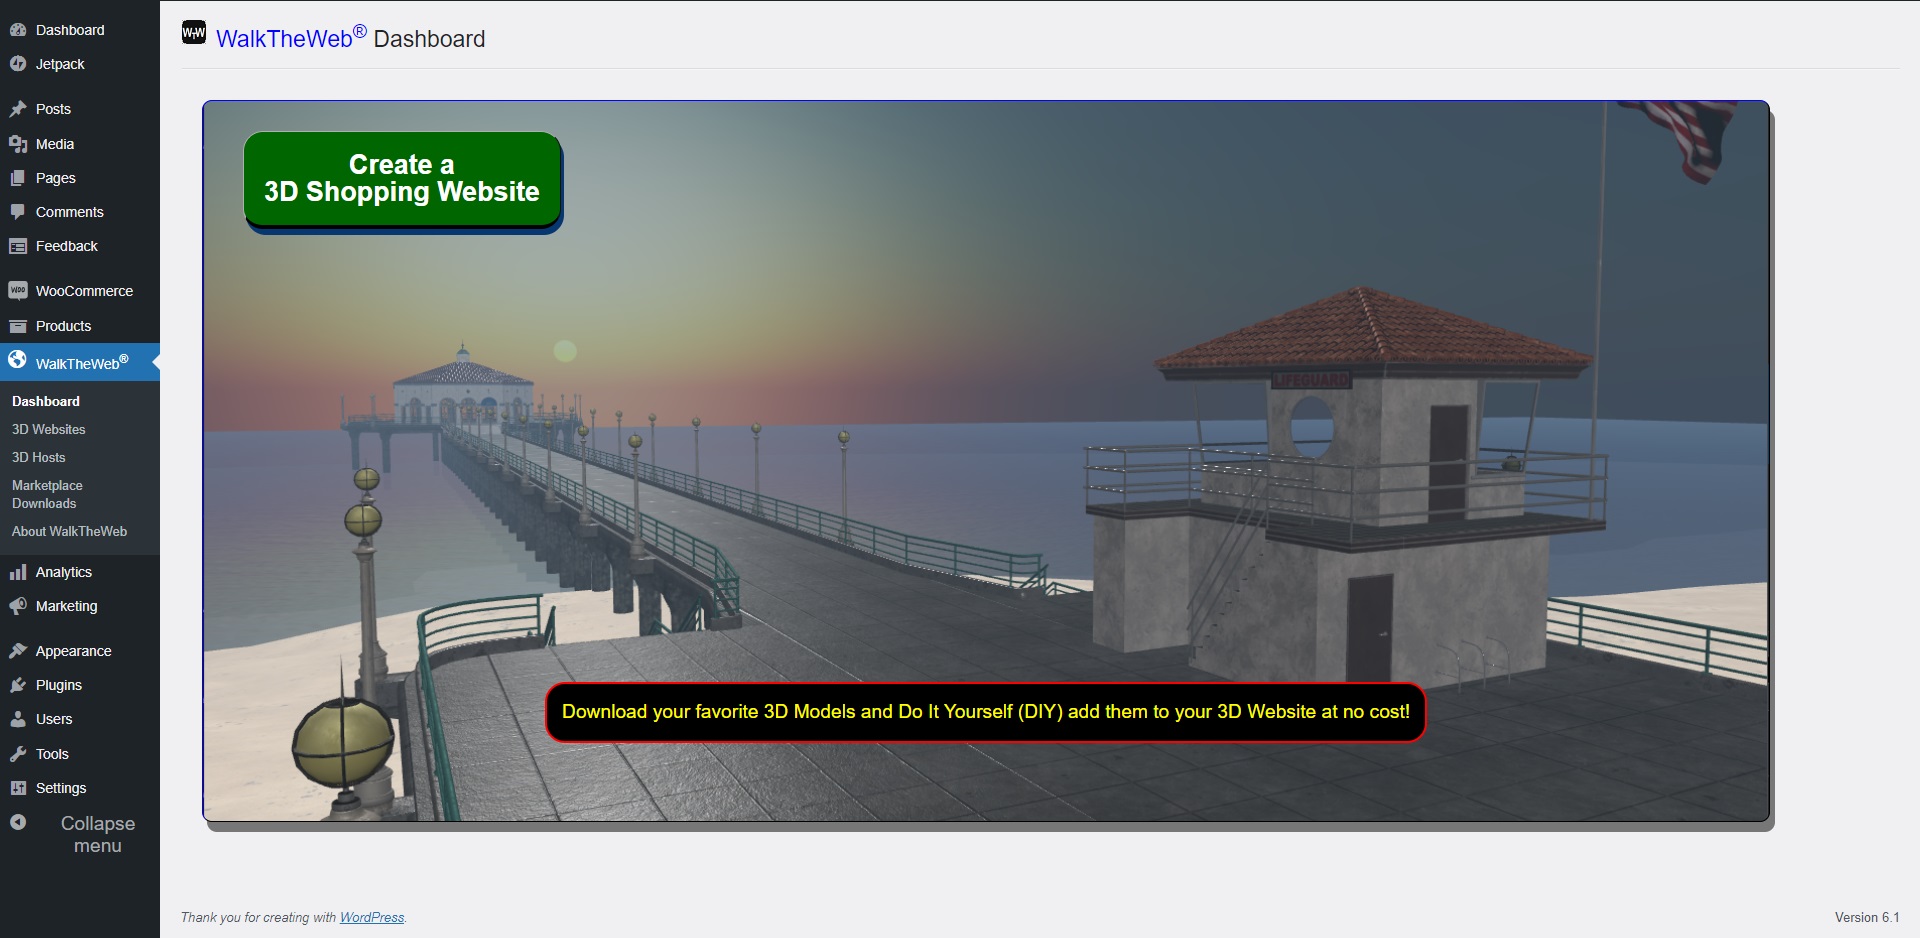 Dashboard
Jetpack
Posts
Media
Pages
Comments
Feedback
WooCommerce
Products
WalkTheWeb®
Dashboard
3D Websites
3D Hosts
Marketplace
Downloads
About WalkTheWeb
Analytics
Marketing
Appearance
Plugins
Users
Tools
Settings
Collapse
menu
WTW WalkTheWeb® Dashboard
Create a
3D Shopping Website
LIFEGUARD
Download your favorite 3D Models and Do It Yourself (DIY) add them to your 3D Website at no cost!
Thank you for creating with WordPress.
Version 6.1